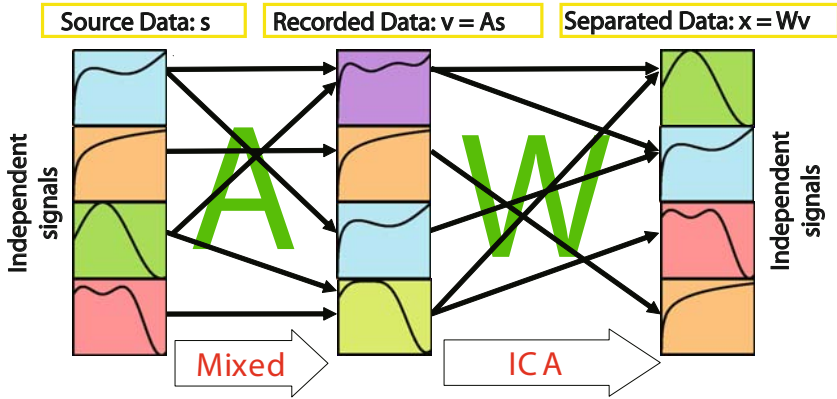 Source Data: s
Recorded Data: v = As
Separated Data: x = Wv
Independent
signals
A
W
Independent
signals
Mixed
ICA